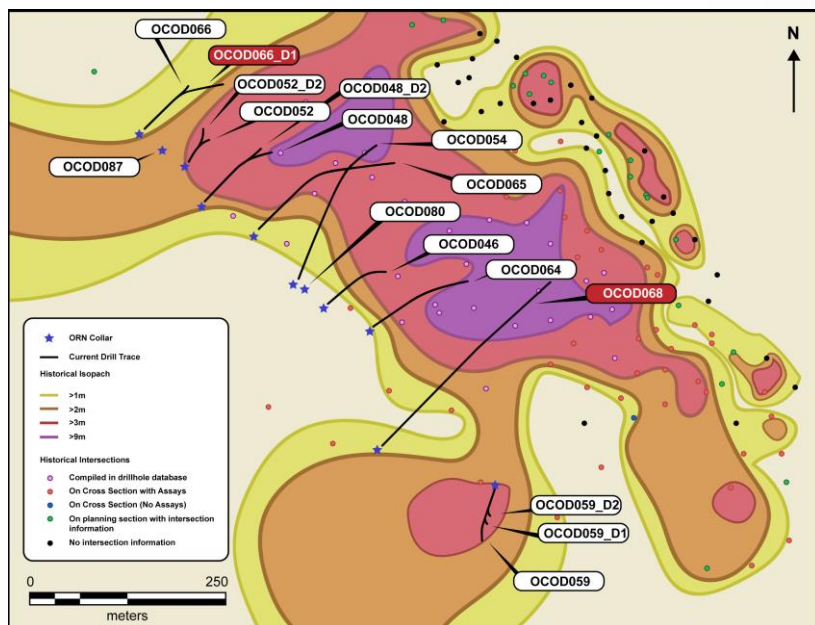 OCOD066
OCOD066_D1
N
OCOD052_D2
OCOD048_D2
OCOD052
OCOD048
OCOD054
OCOD087
OCOD065
OCOD080
OCOD046
OCOD064
OCOD068
ORN Collar
Current Drill Trace
Historical Isopach
>1m
>2m
>3m
>9m
Historical Intersections
Compiled in drillhole database
On Cross Section with Assays
On Cross Section (No Assays)
On planning section with intersection
information
No intersection information
OCOD059_D2
OCOD059_D1
OCOD059
0 250
meters